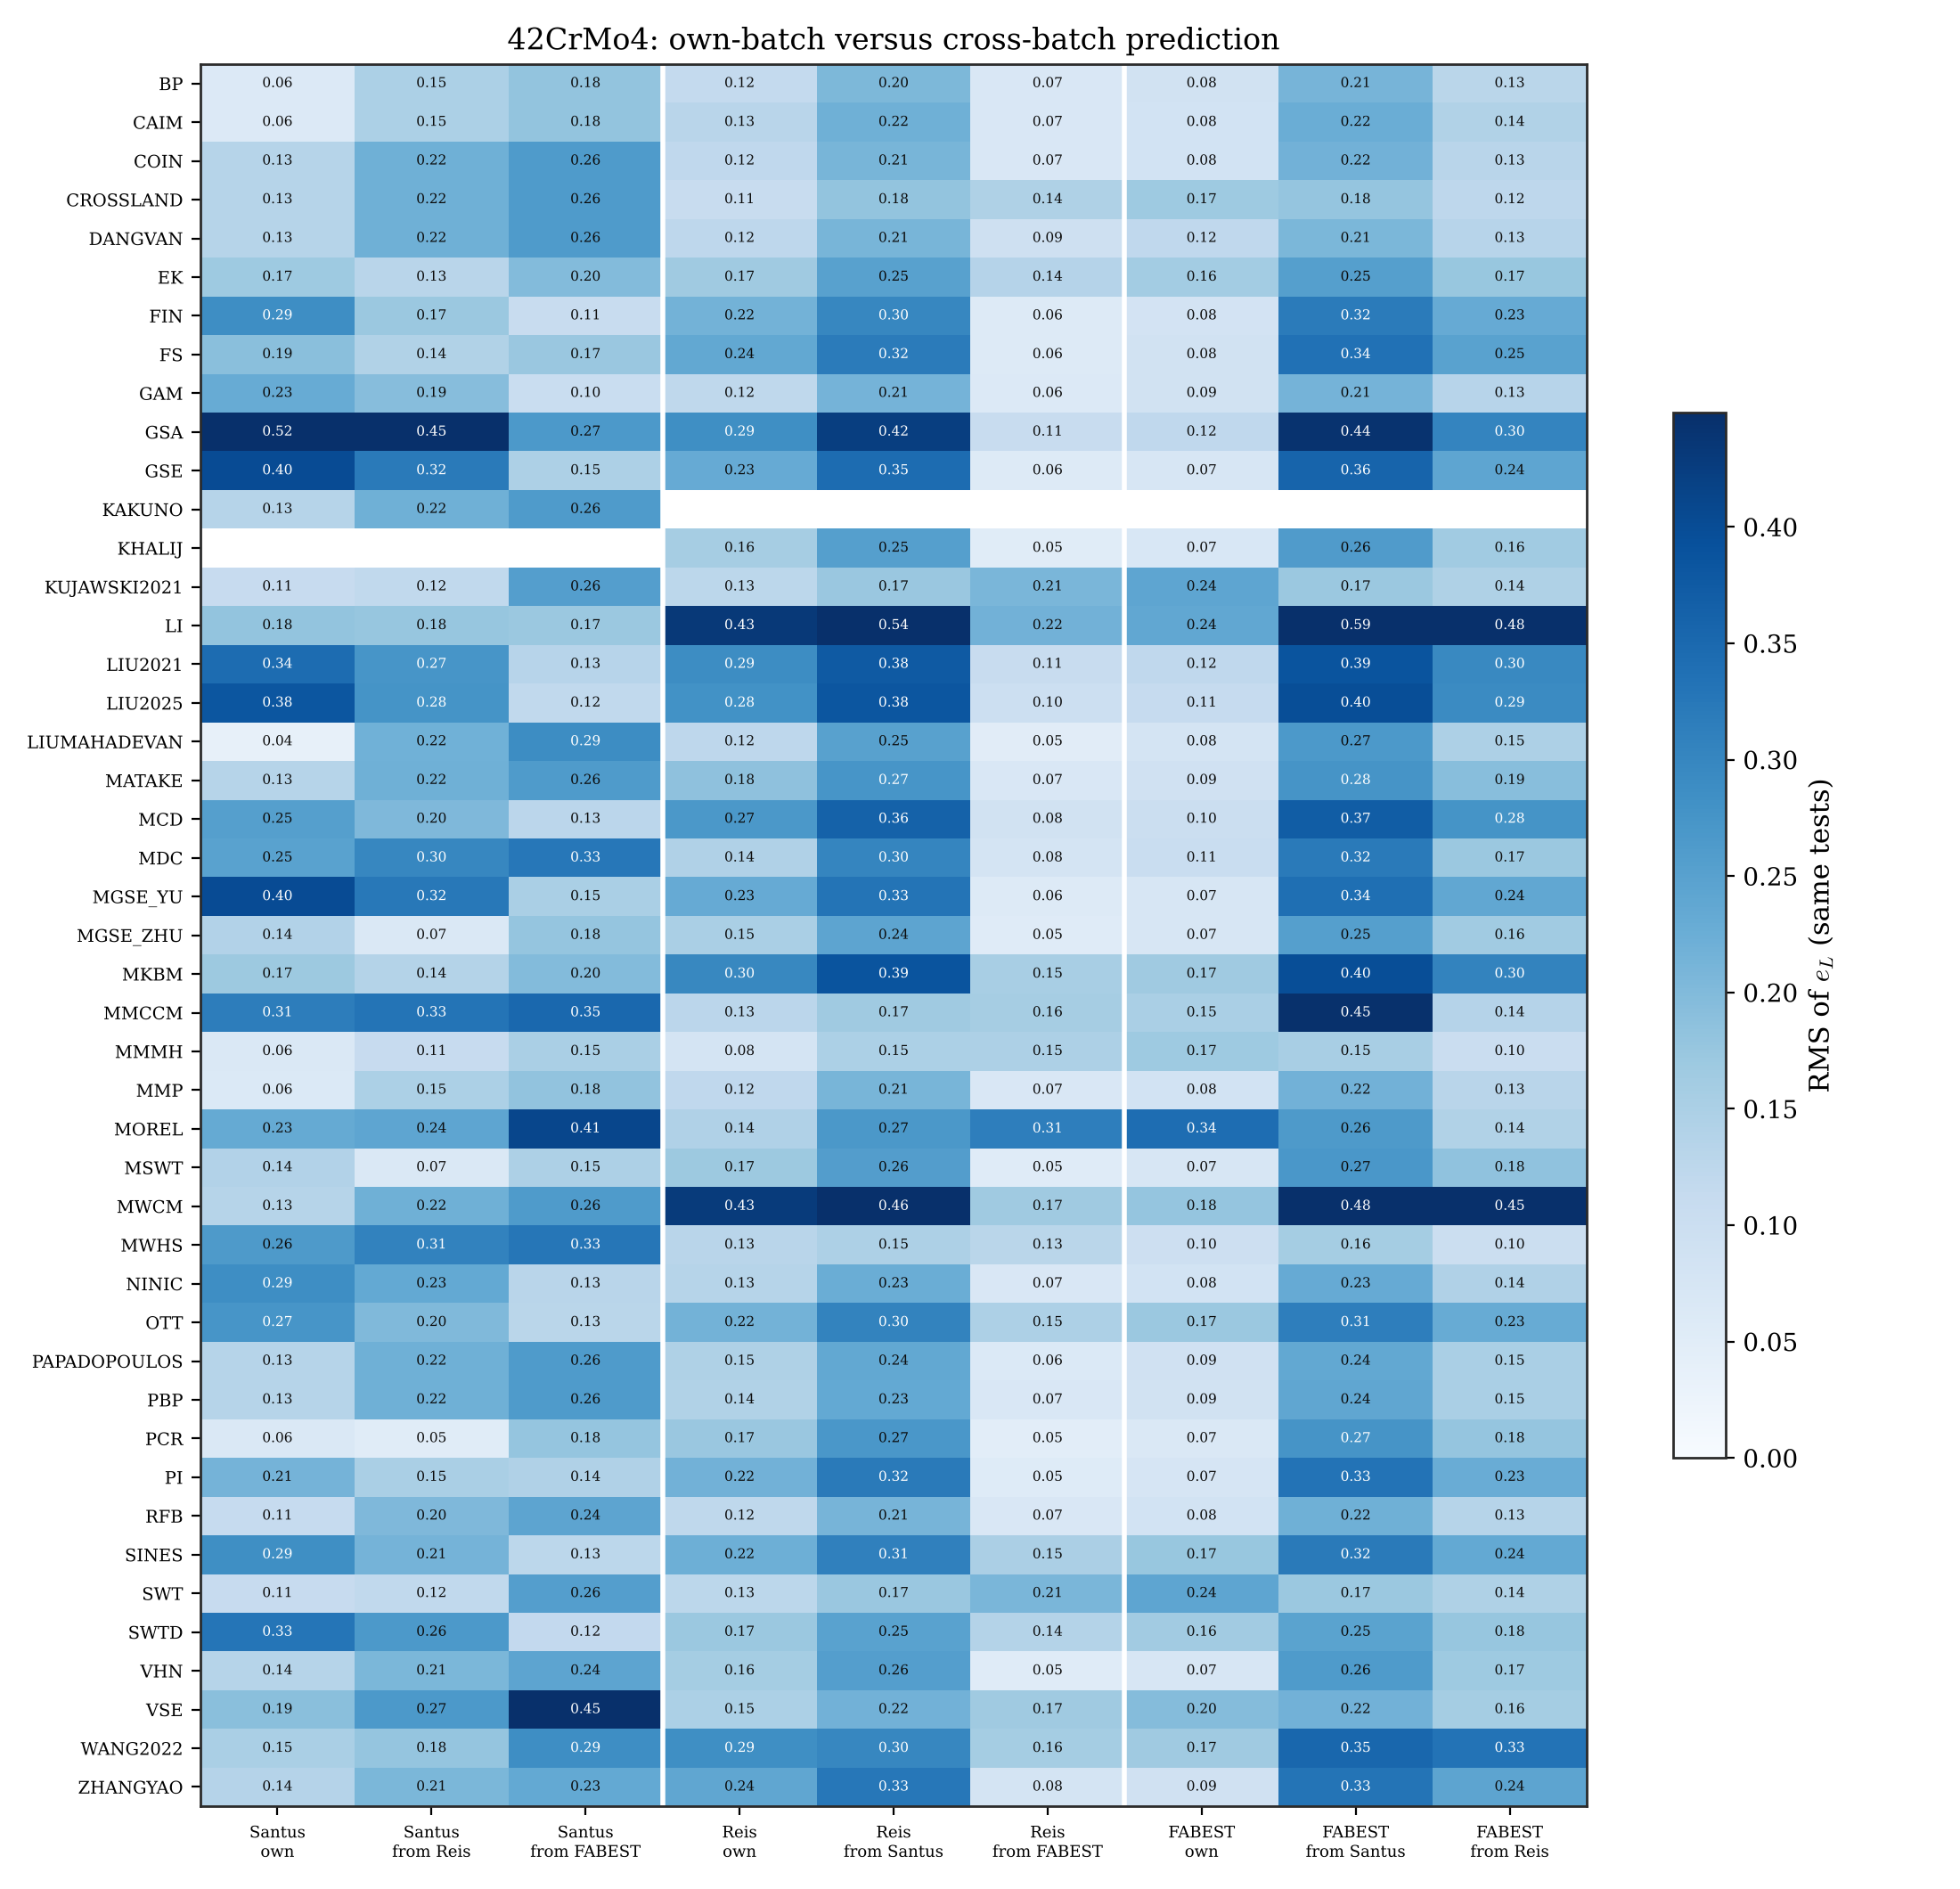 42CrMo4: own-batch versus cross-batch prediction
BP 0.06 0.15 0.18 0.12 0.20 0.07 0.08 0.21 0.13
CAIM 0.06 0.15 0.18 0.13 0.22 0.07 0.08 0.22 0.14
COIN 0.13 0.22 0.26 0.12 0.21 0.07 0.08 0.22 0.13
CROSSLAND 0.13 0.22 0.26 0.11 0.18 0.14 0.17 0.18 0.12
DANGVAN 0.13 0.22 0.26 0.12 0.21 0.09 0.12 0.21 0.13
EK 0.17 0.13 0.20 0.17 0.25 0.14 0.16 0.25 0.17
FIN 0.29 0.17 0.11 0.22 0.30 0.06 0.08 0.32 0.23
FS 0.19 0.14 0.17 0.24 0.32 0.06 0.08 0.34 0.25
GAM 0.23 0.19 0.10 0.12 0.21 0.06 0.09 0.21 0.13
GSA 0.52 0.45 0.27 0.29 0.42 0.11 0.12 0.44 0.30
GSE 0.40 0.32 0.15 0.23 0.35 0.06 0.07 0.36 0.24
KAKUNO 0.13 0.22 0.26
KHALIJ 0.16 0.25 0.05 0.07 0.26 0.16
KUJAWSKI2021 0.11 0.12 0.26 0.13 0.17 0.21 0.24 0.17 0.14
LI 0.18 0.18 0.17 0.43 0.54 0.22 0.24 0.59 0.48
LIU2021 0.34 0.27 0.13 0.29 0.38 0.11 0.12 0.39 0.30
LIU2025 0.38 0.28 0.12 0.28 0.38 0.10 0.11 0.40 0.29
LIUMAHADEVAN 0.04 0.22 0.29 0.12 0.25 0.05 0.08 0.27 0.15
MATAKE 0.13 0.22 0.26 0.18 0.27 0.07 0.09 0.28 0.19
MCD 0.25 0.20 0.13 0.27 0.36 0.08 0.10 0.37 0.28
MDC 0.25 0.30 0.33 0.14 0.30 0.08 0.11 0.32 0.17
MGSE_YU 0.40 0.32 0.15 0.23 0.33 0.06 0.07 0.34 0.24
MGSE_ZHU 0.14 0.07 0.18 0.15 0.24 0.05 0.07 0.25 0.16
MKBM 0.17 0.14 0.20 0.30 0.39 0.15 0.17 0.40 0.30
MMCCM 0.31 0.33 0.35 0.13 0.17 0.16 0.15 0.45 0.14
MMMH 0.06 0.11 0.15 0.08 0.15 0.15 0.17 0.15 0.10
MMP 0.06 0.15 0.18 0.12 0.21 0.07 0.08 0.22 0.13
MOREL 0.23 0.24 0.41 0.14 0.27 0.31 0.34 0.26 0.14
MSWT 0.14 0.07 0.15 0.17 0.26 0.05 0.07 0.27 0.18
MWCM 0.13 0.22 0.26 0.43 0.46 0.17 0.18 0.48 0.45
MWHS 0.26 0.31 0.33 0.13 0.15 0.13 0.10 0.16 0.10
NINIC 0.29 0.23 0.13 0.13 0.23 0.07 0.08 0.23 0.14
OTT 0.27 0.20 0.13 0.22 0.30 0.15 0.17 0.31 0.23
PAPADOPOULOS 0.13 0.22 0.26 0.15 0.24 0.06 0.09 0.24 0.15
PBP 0.13 0.22 0.26 0.14 0.23 0.07 0.09 0.24 0.15
PCR 0.06 0.05 0.18 0.17 0.27 0.05 0.07 0.27 0.18
PI 0.21 0.15 0.14 0.22 0.32 0.05 0.07 0.33 0.23
RFB 0.11 0.20 0.24 0.12 0.21 0.07 0.08 0.22 0.13
SINES 0.29 0.21 0.13 0.22 0.31 0.15 0.17 0.32 0.24
SWT 0.11 0.12 0.26 0.13 0.17 0.21 0.24 0.17 0.14
SWTD 0.33 0.26 0.12 0.17 0.25 0.14 0.16 0.25 0.18
VHN 0.14 0.21 0.24 0.16 0.26 0.05 0.07 0.26 0.17
VSE 0.19 0.27 0.45 0.15 0.22 0.17 0.20 0.22 0.16
WANG2022 0.15 0.18 0.29 0.29 0.30 0.16 0.17 0.35 0.33
ZHANGYAO 0.14 0.21 0.23 0.24 0.33 0.08 0.09 0.33 0.24
Santus Santus Santus Reis Reis Reis FABEST FABEST FABEST
own from Reis from FABEST own from Santus from FABEST own from Santus from Reis
0.40
0.35
0.30
0.25
0.20
0.15
0.10
0.05
0.00
RMS of e_L (same tests)